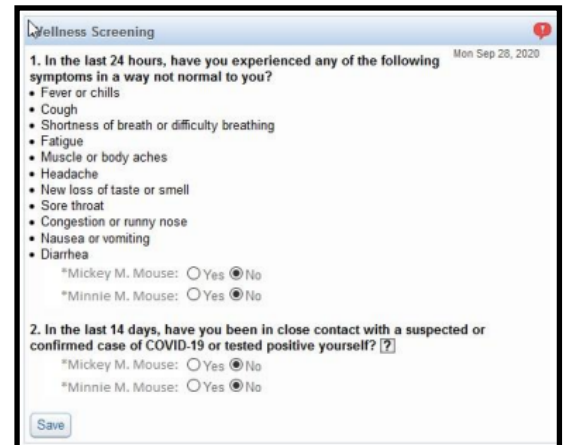 Wellness Screening
Mon Sep 28, 2020
1. In the last 24 hours, have you experienced any of the following
symptoms in a way not normal to you?
• Fever or chills
• Cough
• Shortness of breath or difficulty breathing
• Fatigue
• Muscle or body aches
• Headache
• New loss of taste or smell
• Sore throat
• Congestion or runny nose
• Nausea or vomiting
• Diarrhea
*Mickey M. Mouse: Yes No
*Minnie M. Mouse: Yes No
2. In the last 14 days, have you been in close contact with a suspected or
confirmed case of COVID-19 or tested positive yourself? ?
*Mickey M. Mouse: Yes No
*Minnie M. Mouse: Yes No
Save